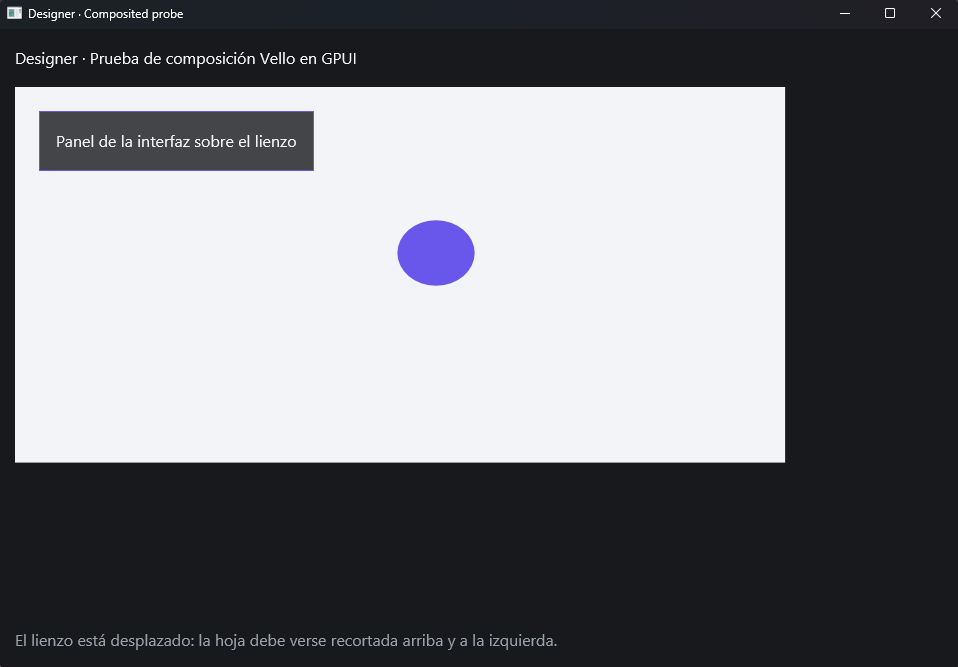 Designer · Composited probe
Designer · Prueba de composición Vello en GPUI
Panel de la interfaz sobre el lienzo
El lienzo está desplazado: la hoja debe verse recortada arriba y a la izquierda.